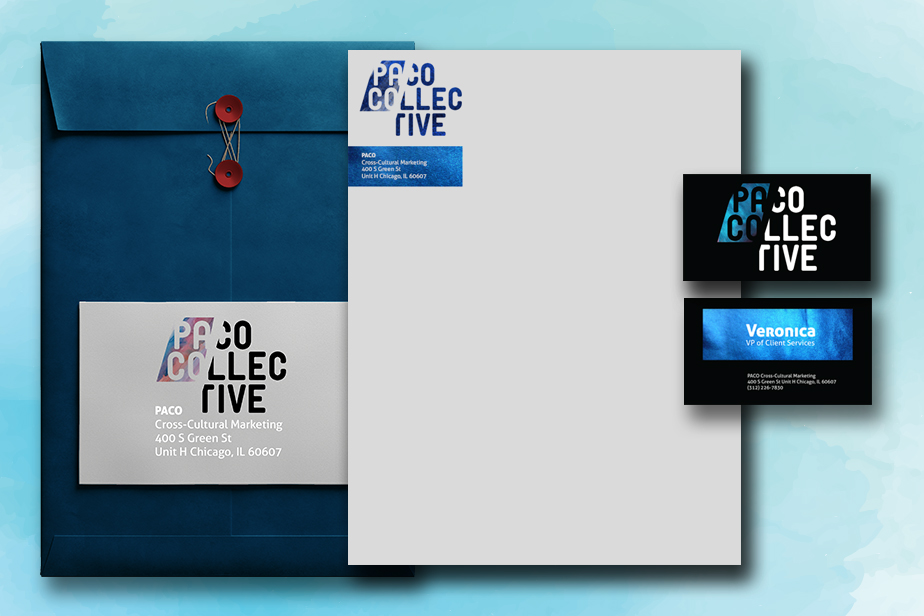 PACO
COLLEC
TIVE
PACO
Cross-Cultural Marketing
400 S Green St
Unit H Chicago, IL 60607
PACO
COLLEC
TIVE
PACO
Cross-Cultural Marketing
400 S Green St
Unit H Chicago, IL 60607
PACO
COLLEC
TIVE
Veronica
VP of Client Services
PACO Cross-Cultural Marketing
400 S Green St Unit H Chicago, IL 60607
(312) 226-7830